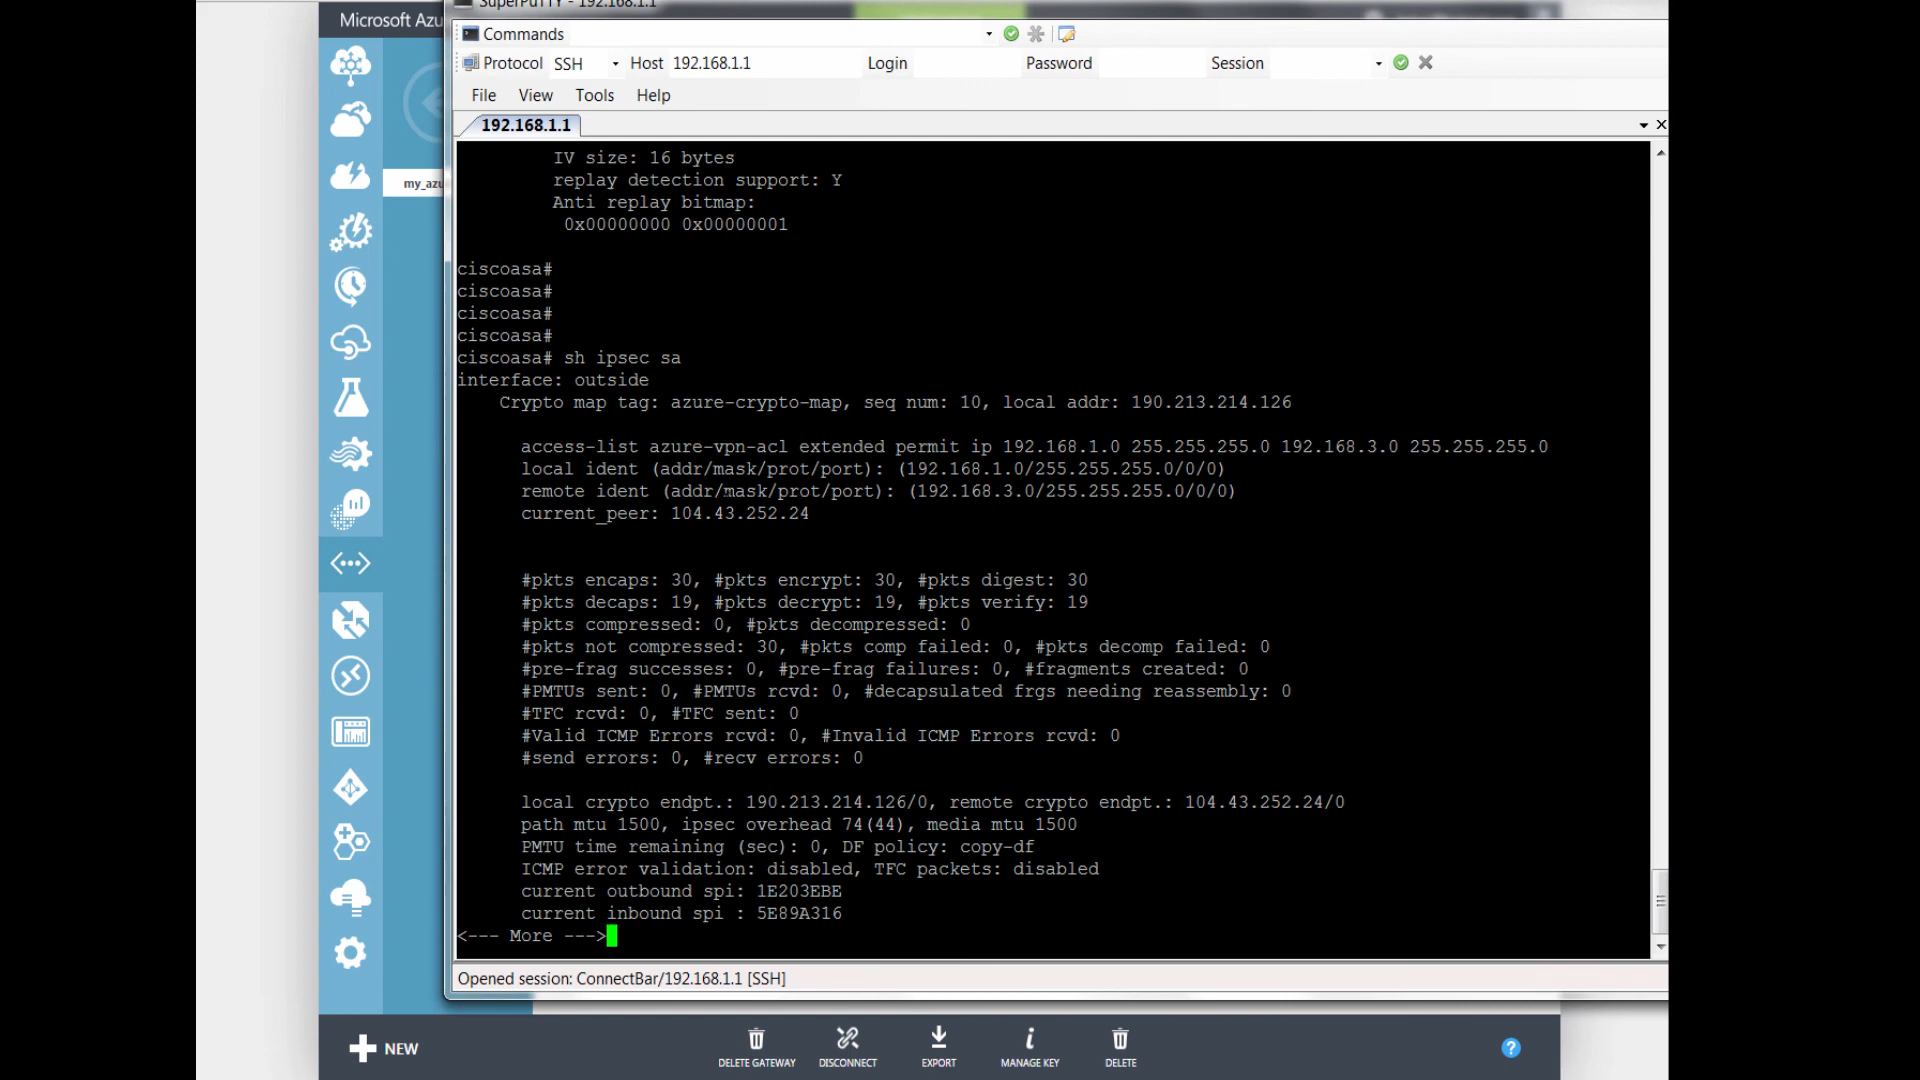 Microsoft Azu
SuperPuTTY - 192.168.1.1
Commands
Protocol SSH Host 192.168.1.1 Login Password Session
File View Tools Help
192.168.1.1
my_azu
IV size: 16 bytes
replay detection support: Y
Anti replay bitmap:
0x00000000 0x00000001
ciscoasa#
ciscoasa#
ciscoasa#
ciscoasa#
ciscoasa# sh ipsec sa
interface: outside
Crypto map tag: azure-crypto-map, seq num: 10, local addr: 190.213.214.126
access-list azure-vpn-acl extended permit ip 192.168.1.0 255.255.255.0 192.168.3.0 255.255.255.0
local ident (addr/mask/prot/port): (192.168.1.0/255.255.255.0/0/0)
remote ident (addr/mask/prot/port): (192.168.3.0/255.255.255.0/0/0)
current_peer: 104.43.252.24
#pkts encaps: 30, #pkts encrypt: 30, #pkts digest: 30
#pkts decaps: 19, #pkts decrypt: 19, #pkts verify: 19
#pkts compressed: 0, #pkts decompressed: 0
#pkts not compressed: 30, #pkts comp failed: 0, #pkts decomp failed: 0
#pre-frag successes: 0, #pre-frag failures: 0, #fragments created: 0
#PMTUs sent: 0, #PMTUs rcvd: 0, #decapsulated frgs needing reassembly: 0
#TFC rcvd: 0, #TFC sent: 0
#Valid ICMP Errors rcvd: 0, #Invalid ICMP Errors rcvd: 0
#send errors: 0, #recv errors: 0
local crypto endpt.: 190.213.214.126/0, remote crypto endpt.: 104.43.252.24/0
path mtu 1500, ipsec overhead 74(44), media mtu 1500
PMTU time remaining (sec): 0, DF policy: copy-df
ICMP error validation: disabled, TFC packets: disabled
current outbound spi: 1E203EBE
current inbound spi : 5E89A316
<--- More --->
Opened session: ConnectBar/192.168.1.1 [SSH]
NEW
DELETE GATEWAY DISCONNECT EXPORT MANAGE KEY DELETE